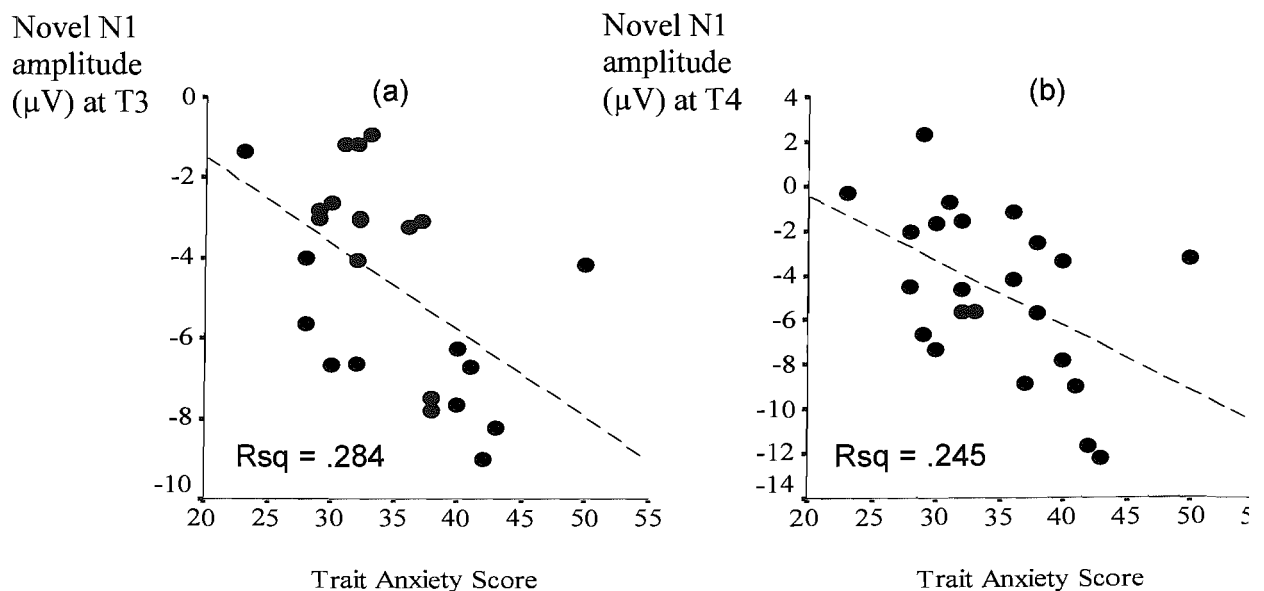 Novel N1
amplitude
(μV) at T3
(a)
0
-2
-4
-6
-8
-10
Rsq = .284
20 25 30 35 40 45 50 55
Trait Anxiety Score
Novel N1
amplitude
(μV) at T4
(b)
4
2
0
-2
-4
-6
-8
-10
-12
-14
Rsq = .245
20 25 30 35 40 45 50
Trait Anxiety Score